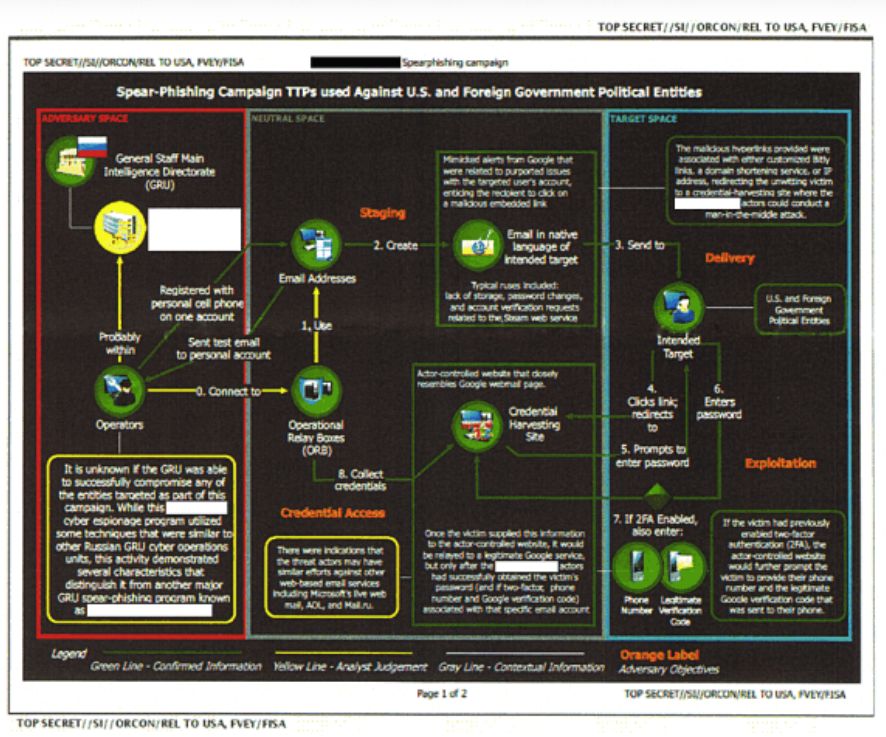 TOP SECRET//SI//ORCON/REL TO USA, FVEY/FISA
TOP SECRET//SI//ORCON/REL TO USA, FVEY/FISA
Spearphishing campaign
Spear-Phishing Campaign TTPs used Against U.S. and Foreign Government Political Entities
ADVERSARY SPACE
General Staff Main
Intelligence Directorate
(GRU)
Registered with
personal cell phone
on one account
Probably
within
Sent test email
to personal account
Operators
0. Connect to
It is unknown if the GRU was able
to successfully compromise any of
the entities targeted as part of this
campaign. While this
cyber espionage program utilized
some techniques that were similar to
other Russian GRU cyber operations
units, this activity demonstrated
several characteristics that
distinguish it from another major
GRU spear-phishing program known
as
NEUTRAL SPACE
Staging
Email Addresses
2. Create
1. Use
Operational
Relay Boxes
(ORB)
8. Collect
credentials
Credential Access
There were indications that
the threat actors may have
similar efforts against other
web-based email services
including Microsoft's live web
mail, AOL, and Mail.ru.
Mimicked alerts from Google that
were related to purported issues
with the targeted user's account,
enticing the recipient to click on
a malicious embedded link
Email in native
language of
intended target
Typical ruses included:
lack of storage, password changes,
and account verification requests
related to the Steam web service
Actor-controlled website that closely
resembles Google webmail page.
Credential
Harvesting
Site
Once the victim supplied this information
to the actor-controlled website, it would
be relayed to a legitimate Google service,
but only after the
actors
had successfully obtained the victim's
password (and if two-factor, phone
number and Google verification code)
associated with that specific email account
TARGET SPACE
The malicious hyperlinks provided were
associated with either customized Bitly
links, a domain shortening service, or IP
address, redirecting the unwitting victim
to a credential-harvesting site where the
actors could conduct a
man-in-the-middle attack.
3. Send to
Delivery
U.S. and Foreign
Government
Political Entities
Intended
Target
4.
Clicks link;
redirects
to
6.
Enters
password
5. Prompts to
enter password
Exploitation
7. If 2FA Enabled,
also enter:
Phone
Number
Legitimate
Verification
Code
If the victim had previously
enabled two-factor
authentication (2FA), the
actor-controlled website
would further prompt the
victim to provide their phone
number and the legitimate
Google verification code that
was sent to their phone.
Legend
Green Line - Confirmed Information
Yellow Line - Analyst Judgement
Gray Line - Contextual Information
Orange Label
Adversary Objectives
Page 1 of 2
TOP SECRET//SI//ORCON/REL TO USA, FVEY/FISA
TOP SECRET//SI//ORCON/REL TO USA, FVEY/FISA